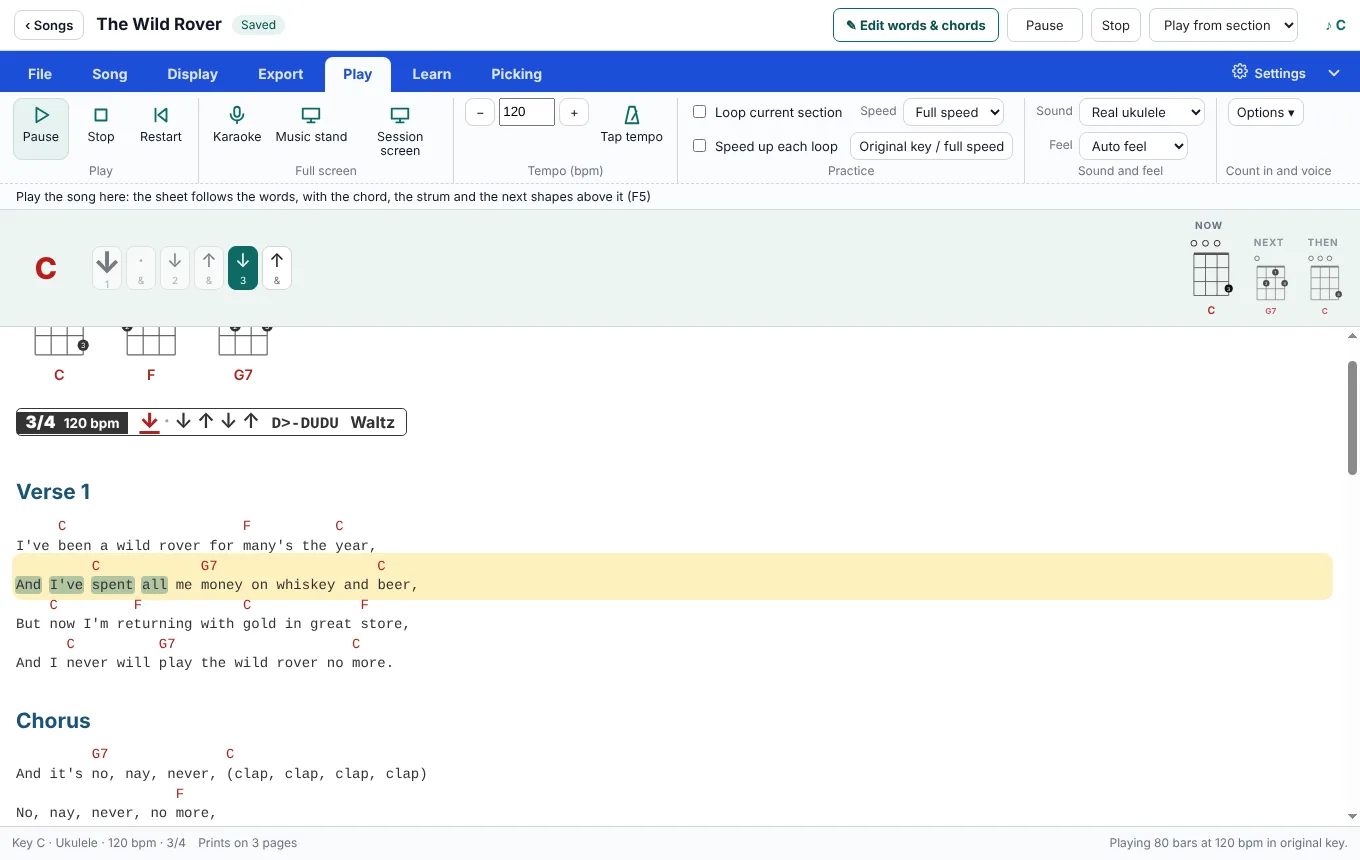 ‹ Songs The Wild Rover Saved ✎ Edit words & chords Pause Stop Play from section ♪ C
File Song Display Export Play Learn Picking Settings
Pause Stop Restart Karaoke Music stand Session screen − 120 + Tap tempo Loop current section Speed Full speed Sound Real ukulele Options ▾
Speed up each loop Original key / full speed Feel Auto feel
Play Full screen Tempo (bpm) Practice Sound and feel Count in and voice
Play the song here: the sheet follows the words, with the chord, the strum and the next shapes above it (F5)
NOW NEXT THEN
C 1 & 2 & 3 &
C G7 C
C F G7
3/4 120 bpm D>-DUDU Waltz
Verse 1
C F C
I've been a wild rover for many's the year,
C G7 C
And I've spent all me money on whiskey and beer,
C F C F
But now I'm returning with gold in great store,
C G7 C
And I never will play the wild rover no more.
Chorus
G7 C
And it's no, nay, never, (clap, clap, clap, clap)
F
No, nay, never, no more,
Key C · Ukulele · 120 bpm · 3/4 Prints on 3 pages Playing 80 bars at 120 bpm in original key.